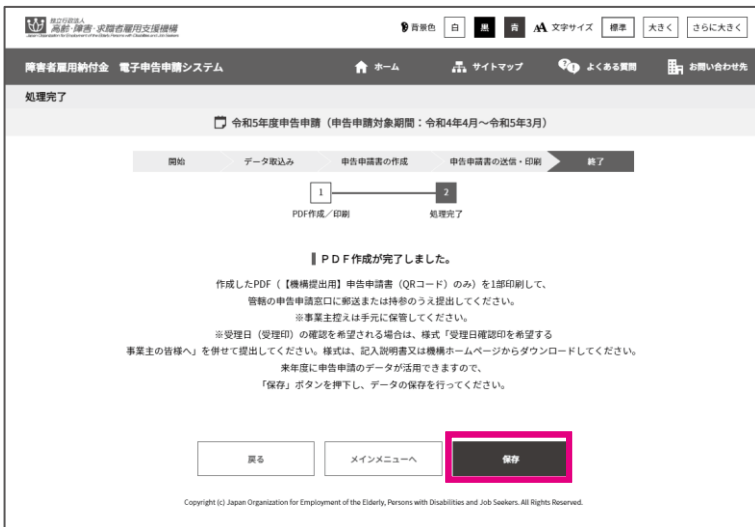 独立行政法人
高齢・障害・求職者雇用支援機構
Japan Organization for Employment of the Elderly, Persons with Disabilities and Job Seekers
背景色 白 黒 青 AA 文字サイズ 標準 大きく さらに大きく
障害者雇用納付金 電子申告申請システム ホーム サイトマップ よくある質問 お問い合わせ先
処理完了
令和5年度申告申請（申告申請対象期間：令和4年4月～令和5年3月）
開始 データ取込み 申告申請書の作成 申告申請書の送信・印刷 終了
1 2
PDF作成／印刷 処理完了
ＰＤＦ作成が完了しました。
作成したPDF（【機構提出用】申告申請書（QRコード）のみ）を1部印刷して、
管轄の申告申請窓口に郵送または持参のうえ提出してください。
※事業主控えは手元に保管してください。
※受理日（受理印）の確認を希望される場合は、様式「受理日確認印を希望する
事業主の皆様へ」を併せて提出してください。様式は、記入説明書又は機構ホームページからダウンロードしてください。
来年度に申告申請のデータが活用できますので、
「保存」ボタンを押下し、データの保存を行ってください。
戻る メインメニューへ 保存
Copyright (c) Japan Organization for Employment of the Elderly, Persons with Disabilities and Job Seekers. All Rights Reserved.